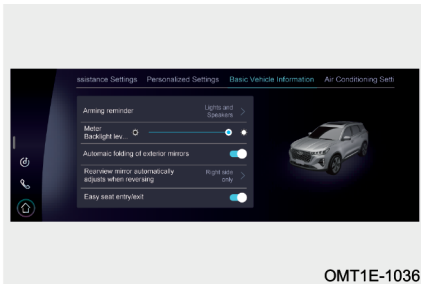 ssistance Settings Personalized Settings Basic Vehicle Information Air Conditioning Setti
Arming reminder
Lights and
Speakers
Meter
Backlight lev...
Automaic folding of exterior mirrors
Rearview mirror automatically
adjusts when reversing
Right side
only
Easy seat entry/exit
OMT1E-1036